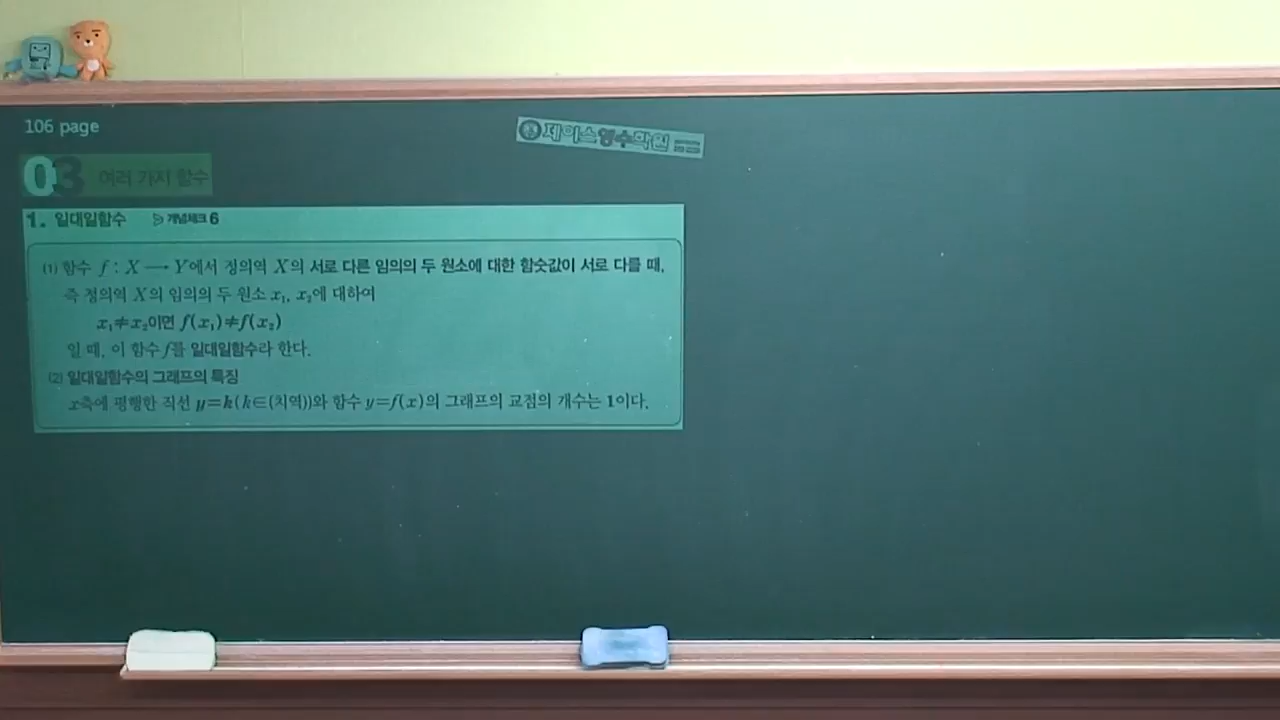 106 page
제이스영수학원
03 여러 가지 함수
1. 일대일함수 ▷ 개념체크 6
(1) 함수 f : X ⟶ Y에서 정의역 X의 서로 다른 임의의 두 원소에 대한 함숫값이 서로 다를 때,
즉 정의역 X의 임의의 두 원소 x₁, x₂에 대하여
x₁≠x₂이면 f(x₁)≠f(x₂)
일 때, 이 함수 f를 일대일함수라 한다.
(2) 일대일함수의 그래프의 특징
x축에 평행한 직선 y=k(k∈(치역))와 함수 y=f(x)의 그래프의 교점의 개수는 1이다.